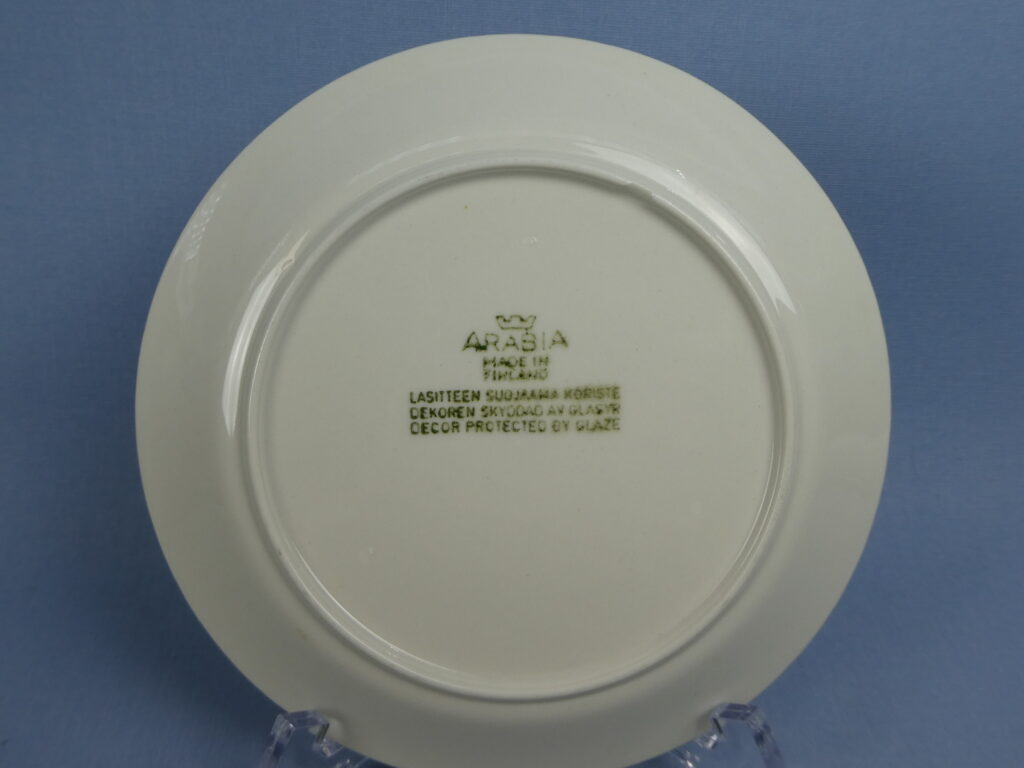 ARABIA
MADE IN
FINLAND
LASITTEEN SUOJAAMA KORISTE
DEKOREN SKYDDAD AV GLASYR
DECOR PROTECTED BY GLAZE